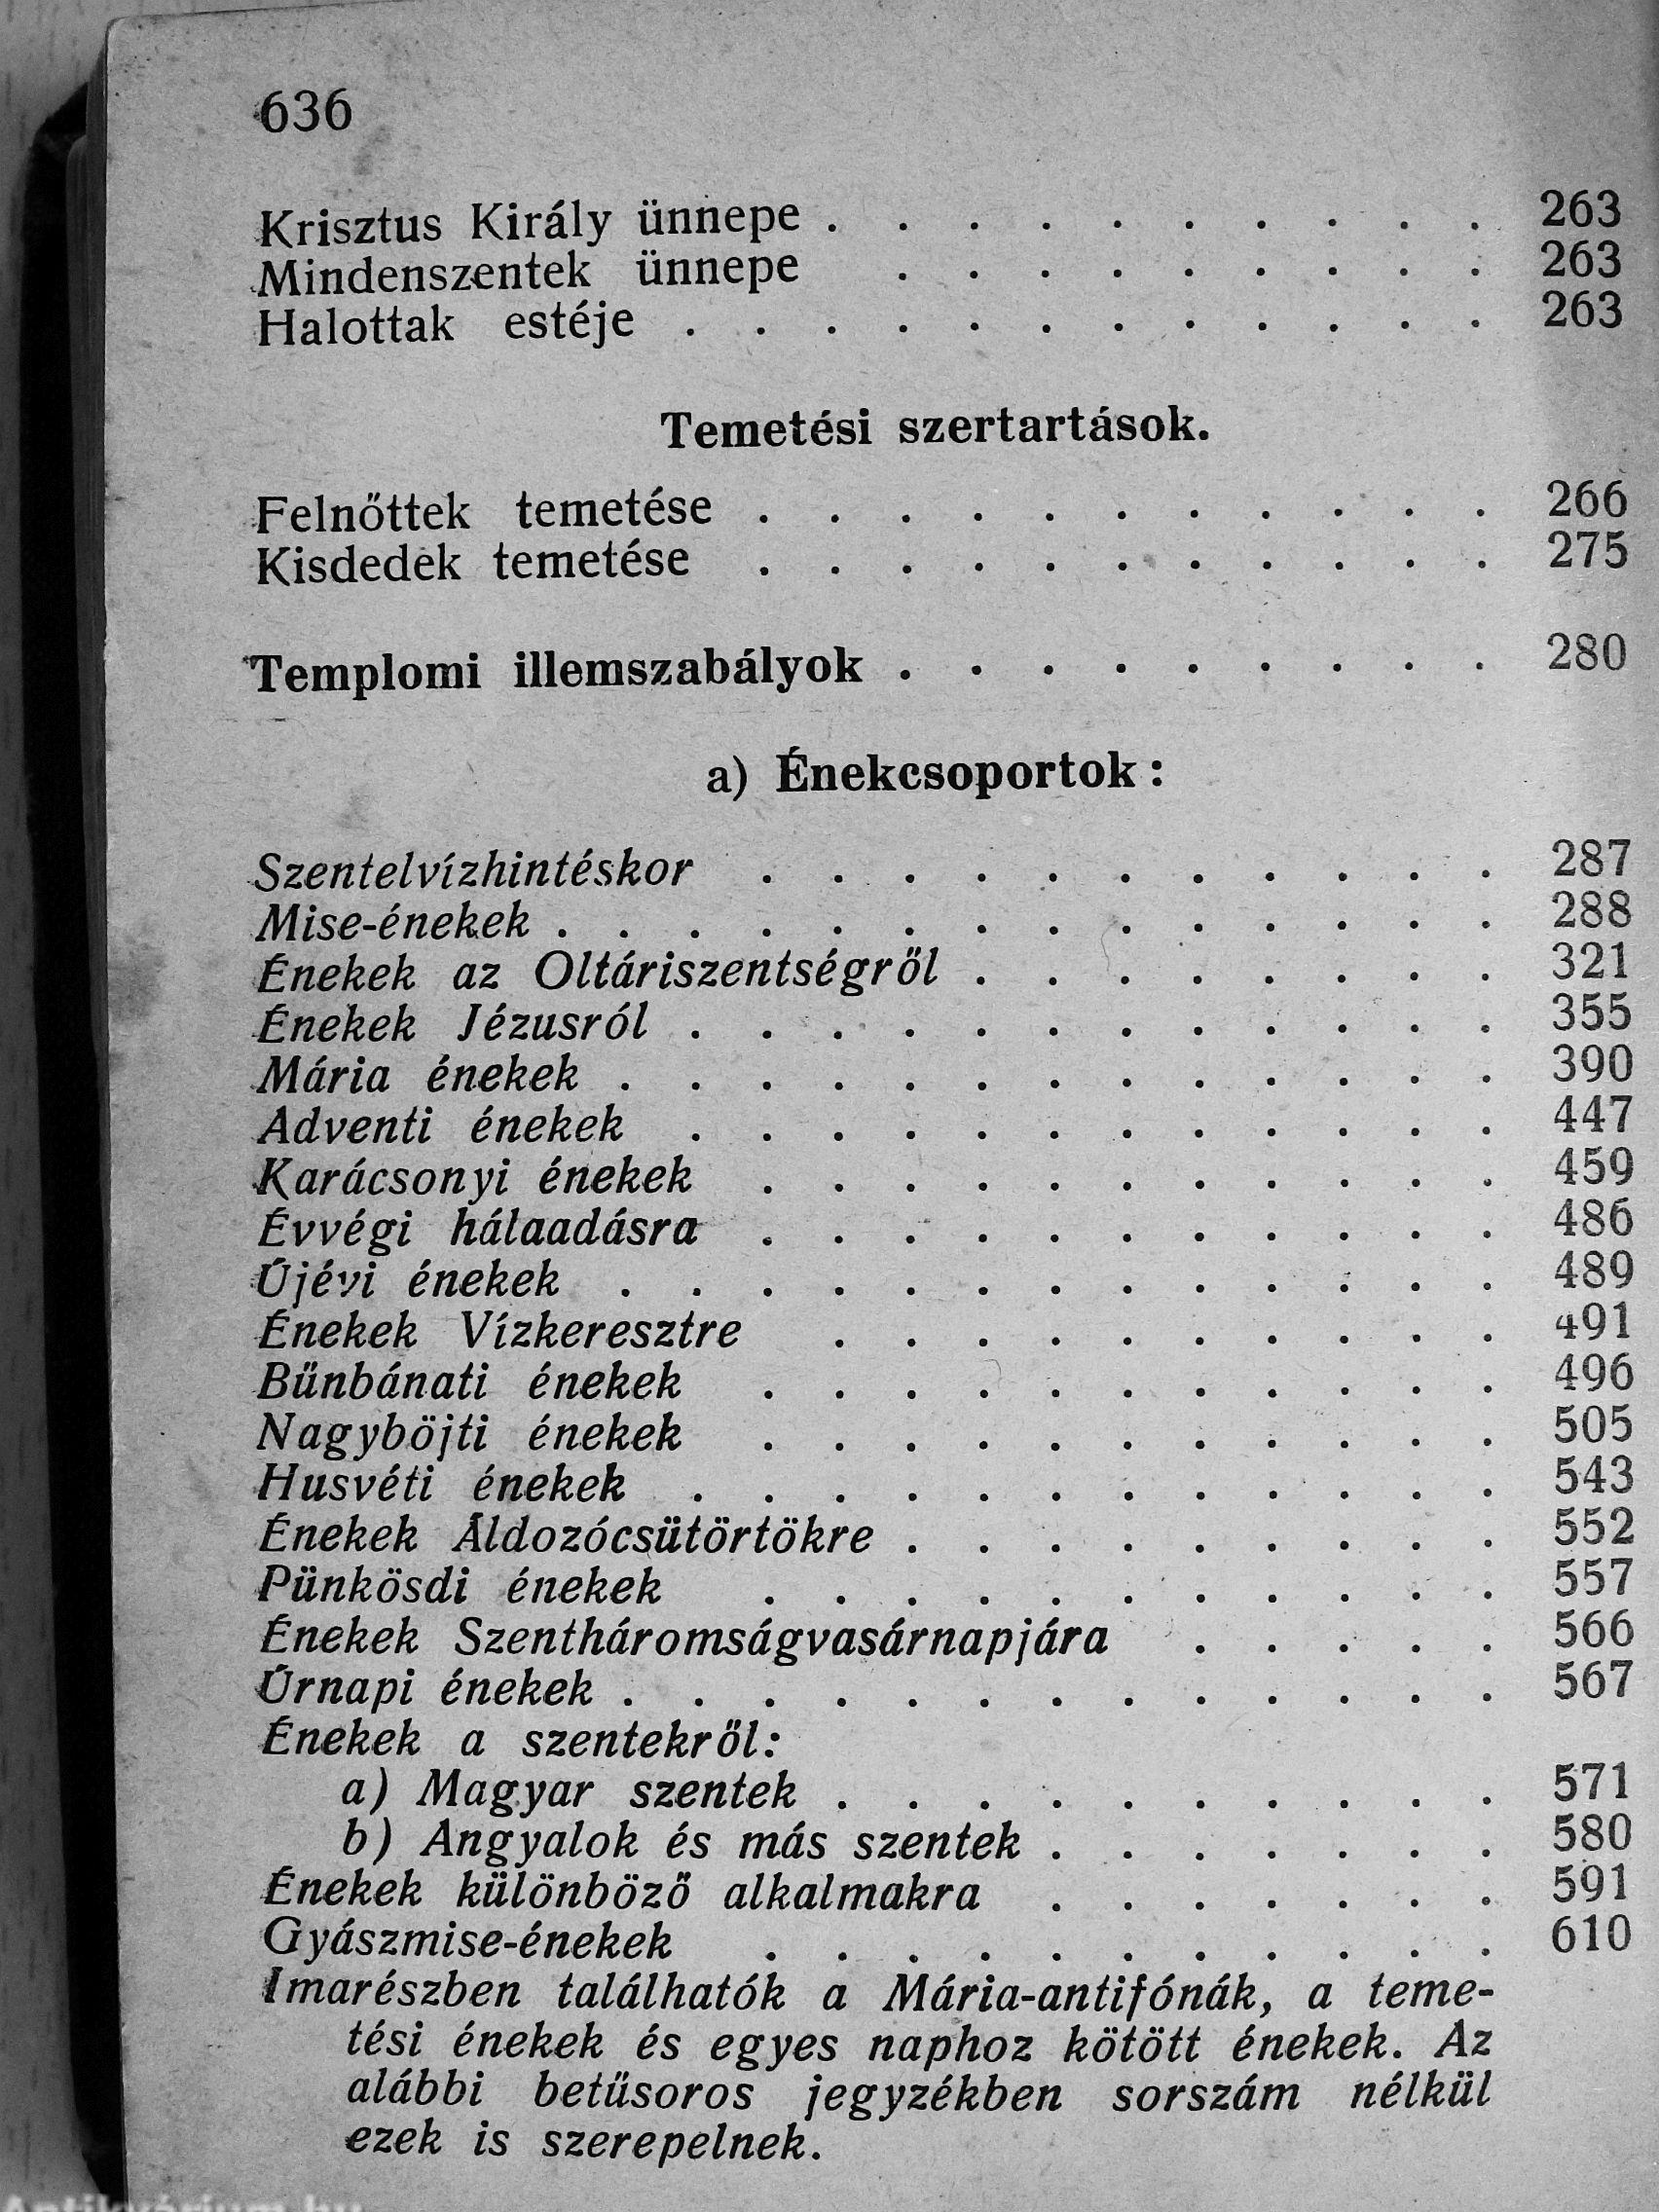 636
Krisztus Király ünnepe . . . . . . . . . . 263
Mindenszentek ünnepe . . . . . . . . . 263
Halottak estéje . . . . . . . . . . . . 263
Temetési szertartások.
Felnőttek temetése . . . . . . . . . . . 266
Kisdedek temetése . . . . . . . . . . . 275
Templomi illemszabályok . . . . . . . . . 280
a) Énekcsoportok:
Szentelvízhintéskor . . . . . . . . . . . 287
Mise-énekek . . . . . . . . . . . . . . 288
Énekek az Oltáriszentségről . . . . . . . . 321
Énekek Jézusról . . . . . . . . . . . . 355
Mária énekek . . . . . . . . . . . . . 390
Adventi énekek . . . . . . . . . . . . 447
Karácsonyi énekek . . . . . . . . . . . 459
Évvégi hálaadásra . . . . . . . . . . . 486
Újévi énekek . . . . . . . . . . . . . 489
Énekek Vízkeresztre . . . . . . . . . . 491
Bűnbánati énekek . . . . . . . . . . . 496
Nagyböjti énekek . . . . . . . . . . . 505
Husvéti énekek . . . . . . . . . . . . 543
Énekek Áldozócsütörtökre . . . . . . . . . 552
Pünkösdi énekek . . . . . . . . . . . 557
Énekek Szentháromságvasárnapjára . . . . . 566
Úrnapi énekek . . . . . . . . . . . . . 567
Énekek a szentekről:
a) Magyar szentek . . . . . . . . . . 571
b) Angyalok és más szentek . . . . . . . 580
Énekek különböző alkalmakra . . . . . . . 591
Gyászmise-énekek . . . . . . . . . . . 610
Imarészben találhatók a Mária-antifónák, a teme-
tési énekek és egyes naphoz kötött énekek. Az
alábbi betűsoros jegyzékben sorszám nélkül
ezek is szerepelnek.